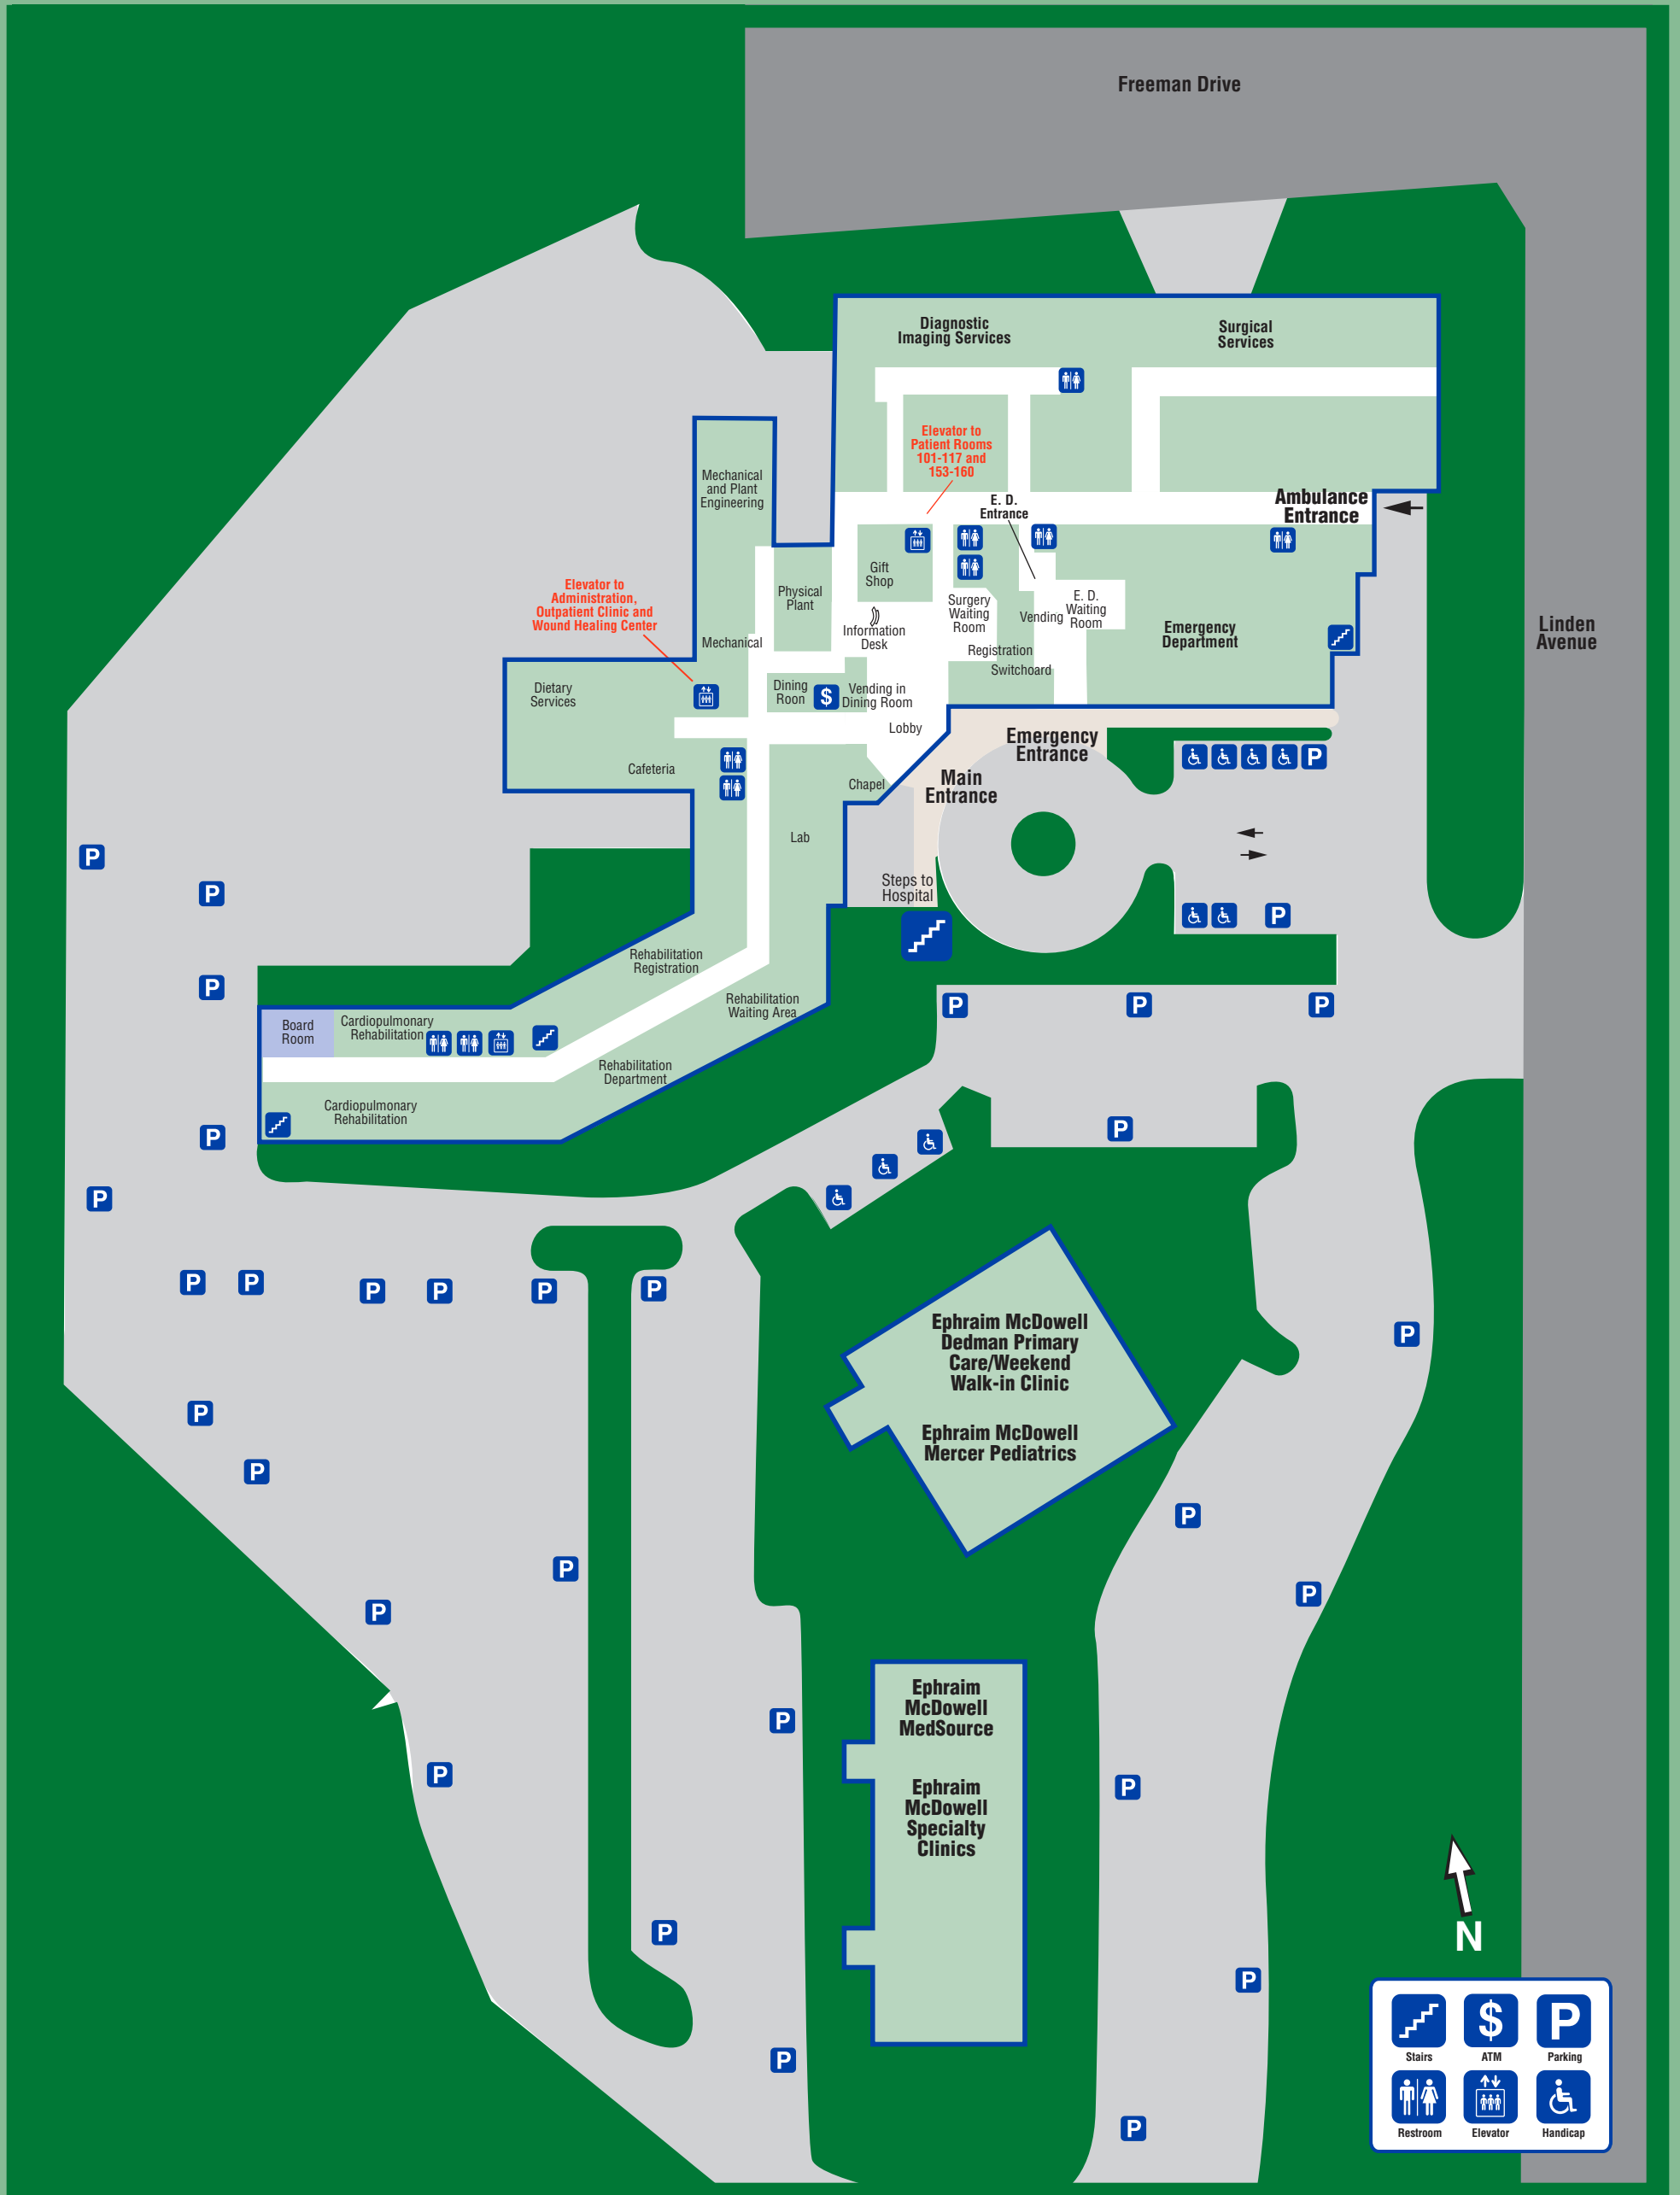 Freeman Drive
Diagnostic
Imaging Services
Surgical
Services
Elevator to
Patient Rooms
101-117 and
153-160
Mechanical
and Plant
Engineering
E. D.
Entrance
Ambulance
Entrance
Gift
Shop
Elevator to
Administration,
Outpatient Clinic and
Wound Healing Center
Physical
Plant
Surgery
Waiting
Room
Vending
E. D.
Waiting
Room
Information
Desk
Emergency
Department
Linden
Avenue
Mechanical
Registration
Switchoard
Dietary
Services
Dining
Roon
$
Vending in
Dining Room
Lobby
Emergency
Entrance
P
Cafeteria
Chapel
Main
Entrance
Lab
P
P
Steps to
Hospital
P
Rehabilitation
Registration
P
Rehabilitation
Waiting Area
P
P
P
Board
Room
Cardiopulmonary
Rehabilitation
Rehabilitation
Department
Cardiopulmonary
Rehabilitation
P
P
P
P
P
P
P
P
P
Ephraim McDowell
Dedman Primary
Care/Weekend
Walk-in Clinic
P
P
Ephraim McDowell
Mercer Pediatrics
P
P
P
P
P
Ephraim
McDowell
MedSource
P
P
Ephraim
McDowell
Specialty
Clinics
P
P
N
P
P
P
$
P
Stairs
ATM
Parking
Restroom
Elevator
Handicap
P